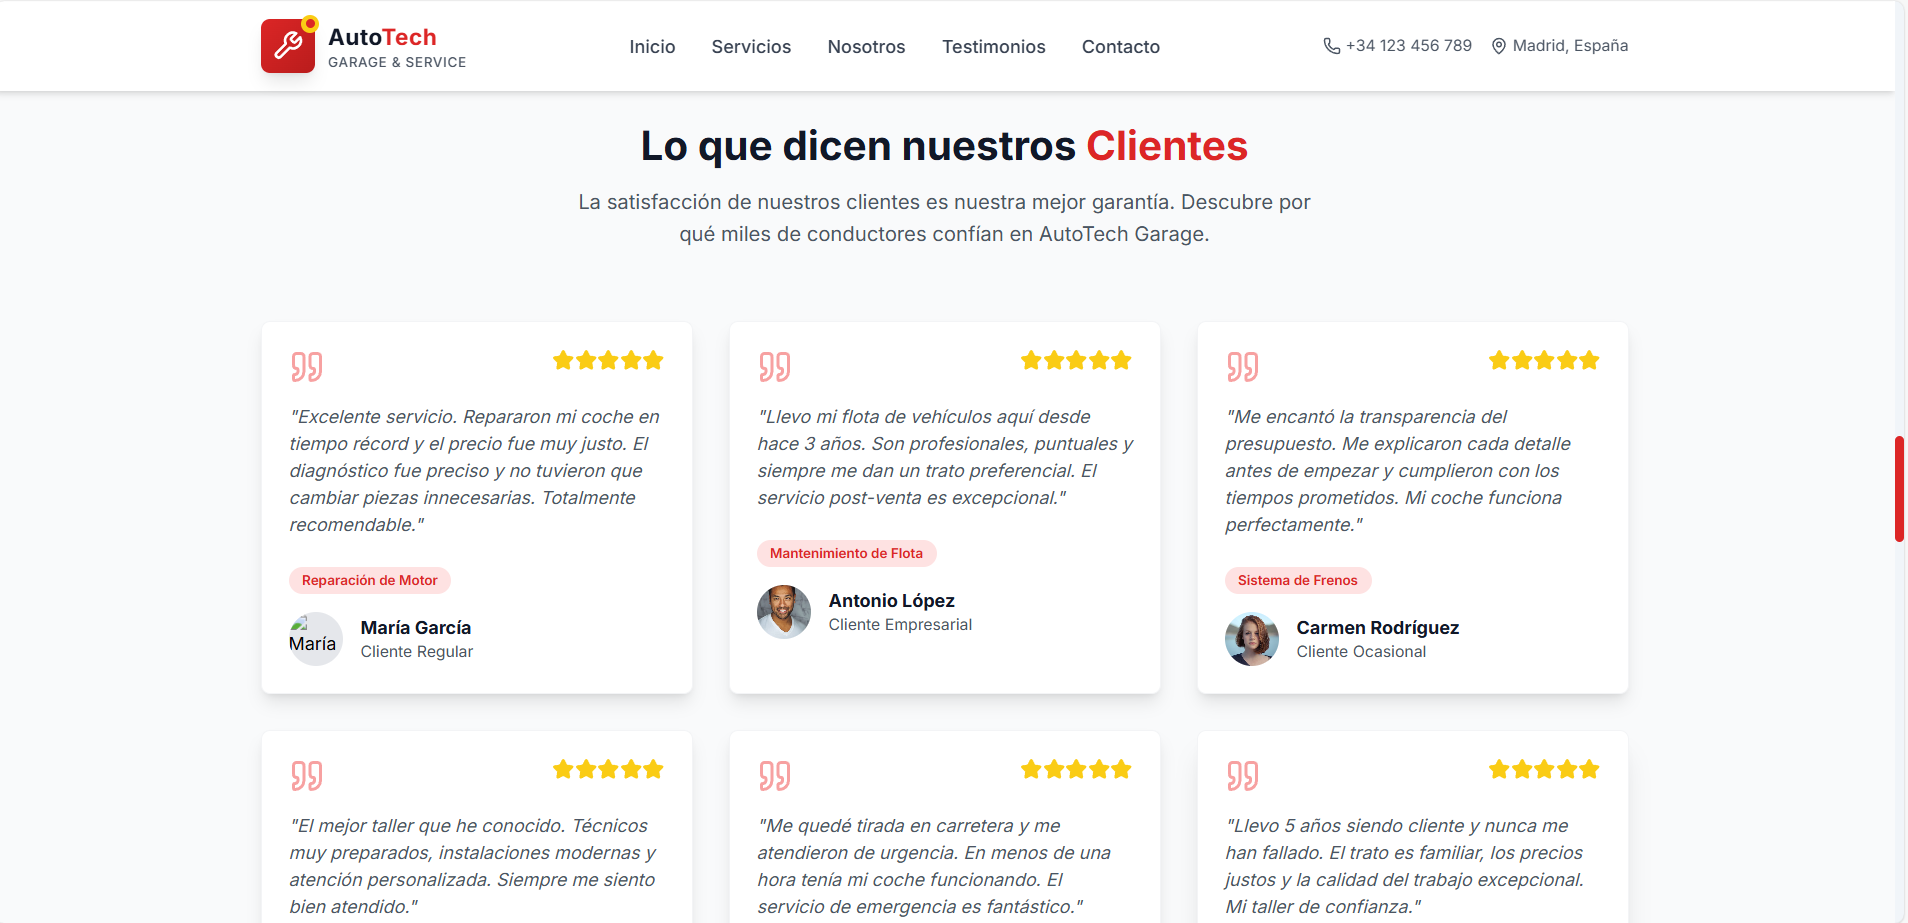 AutoTech
GARAGE & SERVICE
Inicio
Servicios
Nosotros
Testimonios
Contacto
+34 123 456 789
Madrid, España
Lo que dicen nuestros Clientes
La satisfacción de nuestros clientes es nuestra mejor garantía. Descubre por
qué miles de conductores confían en AutoTech Garage.
"Excelente servicio. Repararon mi coche en
tiempo récord y el precio fue muy justo. El
diagnóstico fue preciso y no tuvieron que
cambiar piezas innecesarias. Totalmente
recomendable."
Reparación de Motor
María
María García
Cliente Regular
"Llevo mi flota de vehículos aquí desde
hace 3 años. Son profesionales, puntuales y
siempre me dan un trato preferencial. El
servicio post-venta es excepcional."
Mantenimiento de Flota
Antonio López
Cliente Empresarial
"Me encantó la transparencia del
presupuesto. Me explicaron cada detalle
antes de empezar y cumplieron con los
tiempos prometidos. Mi coche funciona
perfectamente."
Sistema de Frenos
Carmen Rodríguez
Cliente Ocasional
"El mejor taller que he conocido. Técnicos
muy preparados, instalaciones modernas y
atención personalizada. Siempre me siento
bien atendido."
"Me quedé tirada en carretera y me
atendieron de urgencia. En menos de una
hora tenía mi coche funcionando. El
servicio de emergencia es fantástico."
"Llevo 5 años siendo cliente y nunca me
han fallado. El trato es familiar, los precios
justos y la calidad del trabajo excepcional.
Mi taller de confianza."